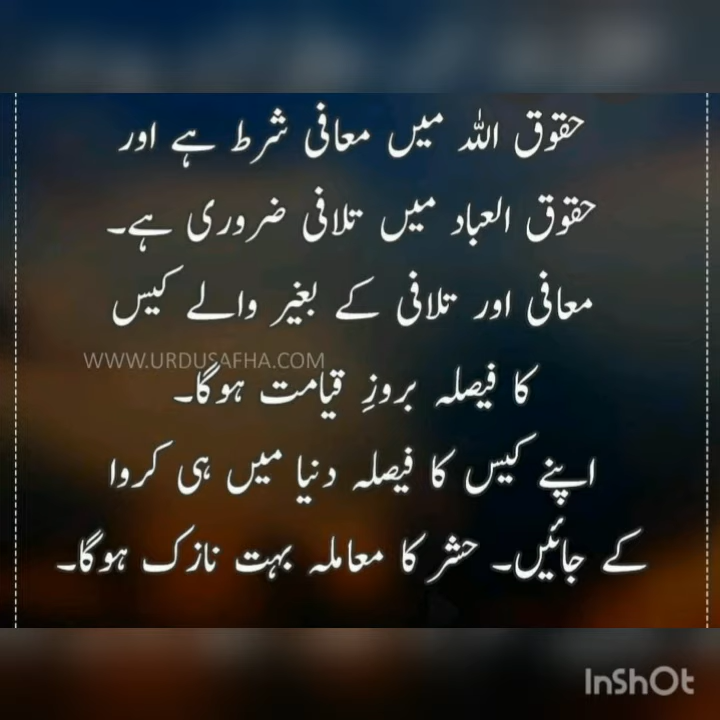 حقوق اللہ میں معافی شرط ہے اور
حقوق العباد میں تلافی ضروری ہے۔
معافی اور تلافی کے بغیر والے کیس
WWW.URDUSAFHA.COM
کا فیصلہ بروزِ قیامت ہوگا۔
اپنے کیس کا فیصلہ دنیا میں ہی کروا
کے جائیں۔ حشر کا معاملہ بہت نازک ہوگا۔
InShOt